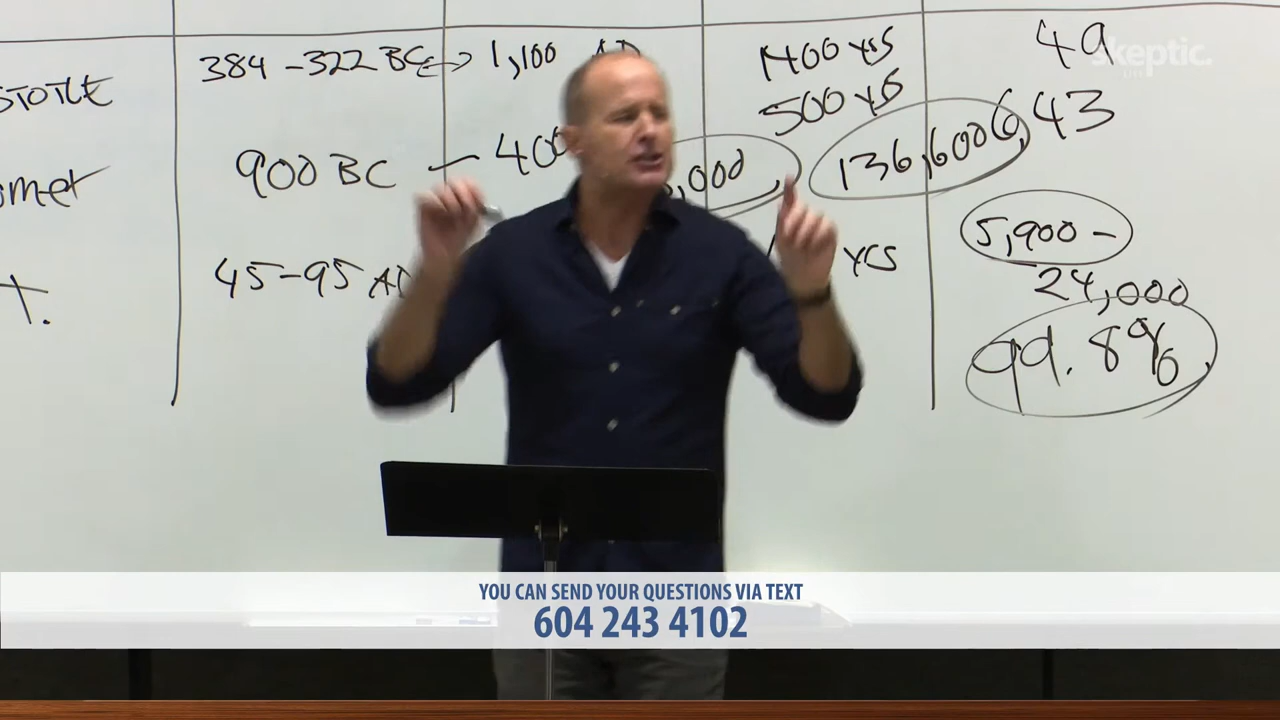 skeptic.
384 – 322 BC → 1,100 AD 1400 yrs 49
STOTLE
500 yrs 643
900 BC – 400 ,000 136,600
5,900 –
45–95 AD yrs
24,000
T.
99.8%
YOU CAN SEND YOUR QUESTIONS VIA TEXT
604 243 4102